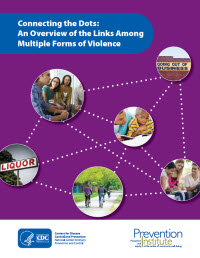 Connecting the Dots:
An Overview of the Links Among
Multiple Forms of Violence
GOING OUT OF
BUSINESS
LIQUOR
CDC
Centers for Disease
Control and Prevention
National Center for Injury
Prevention and Control
Prevention
Institute